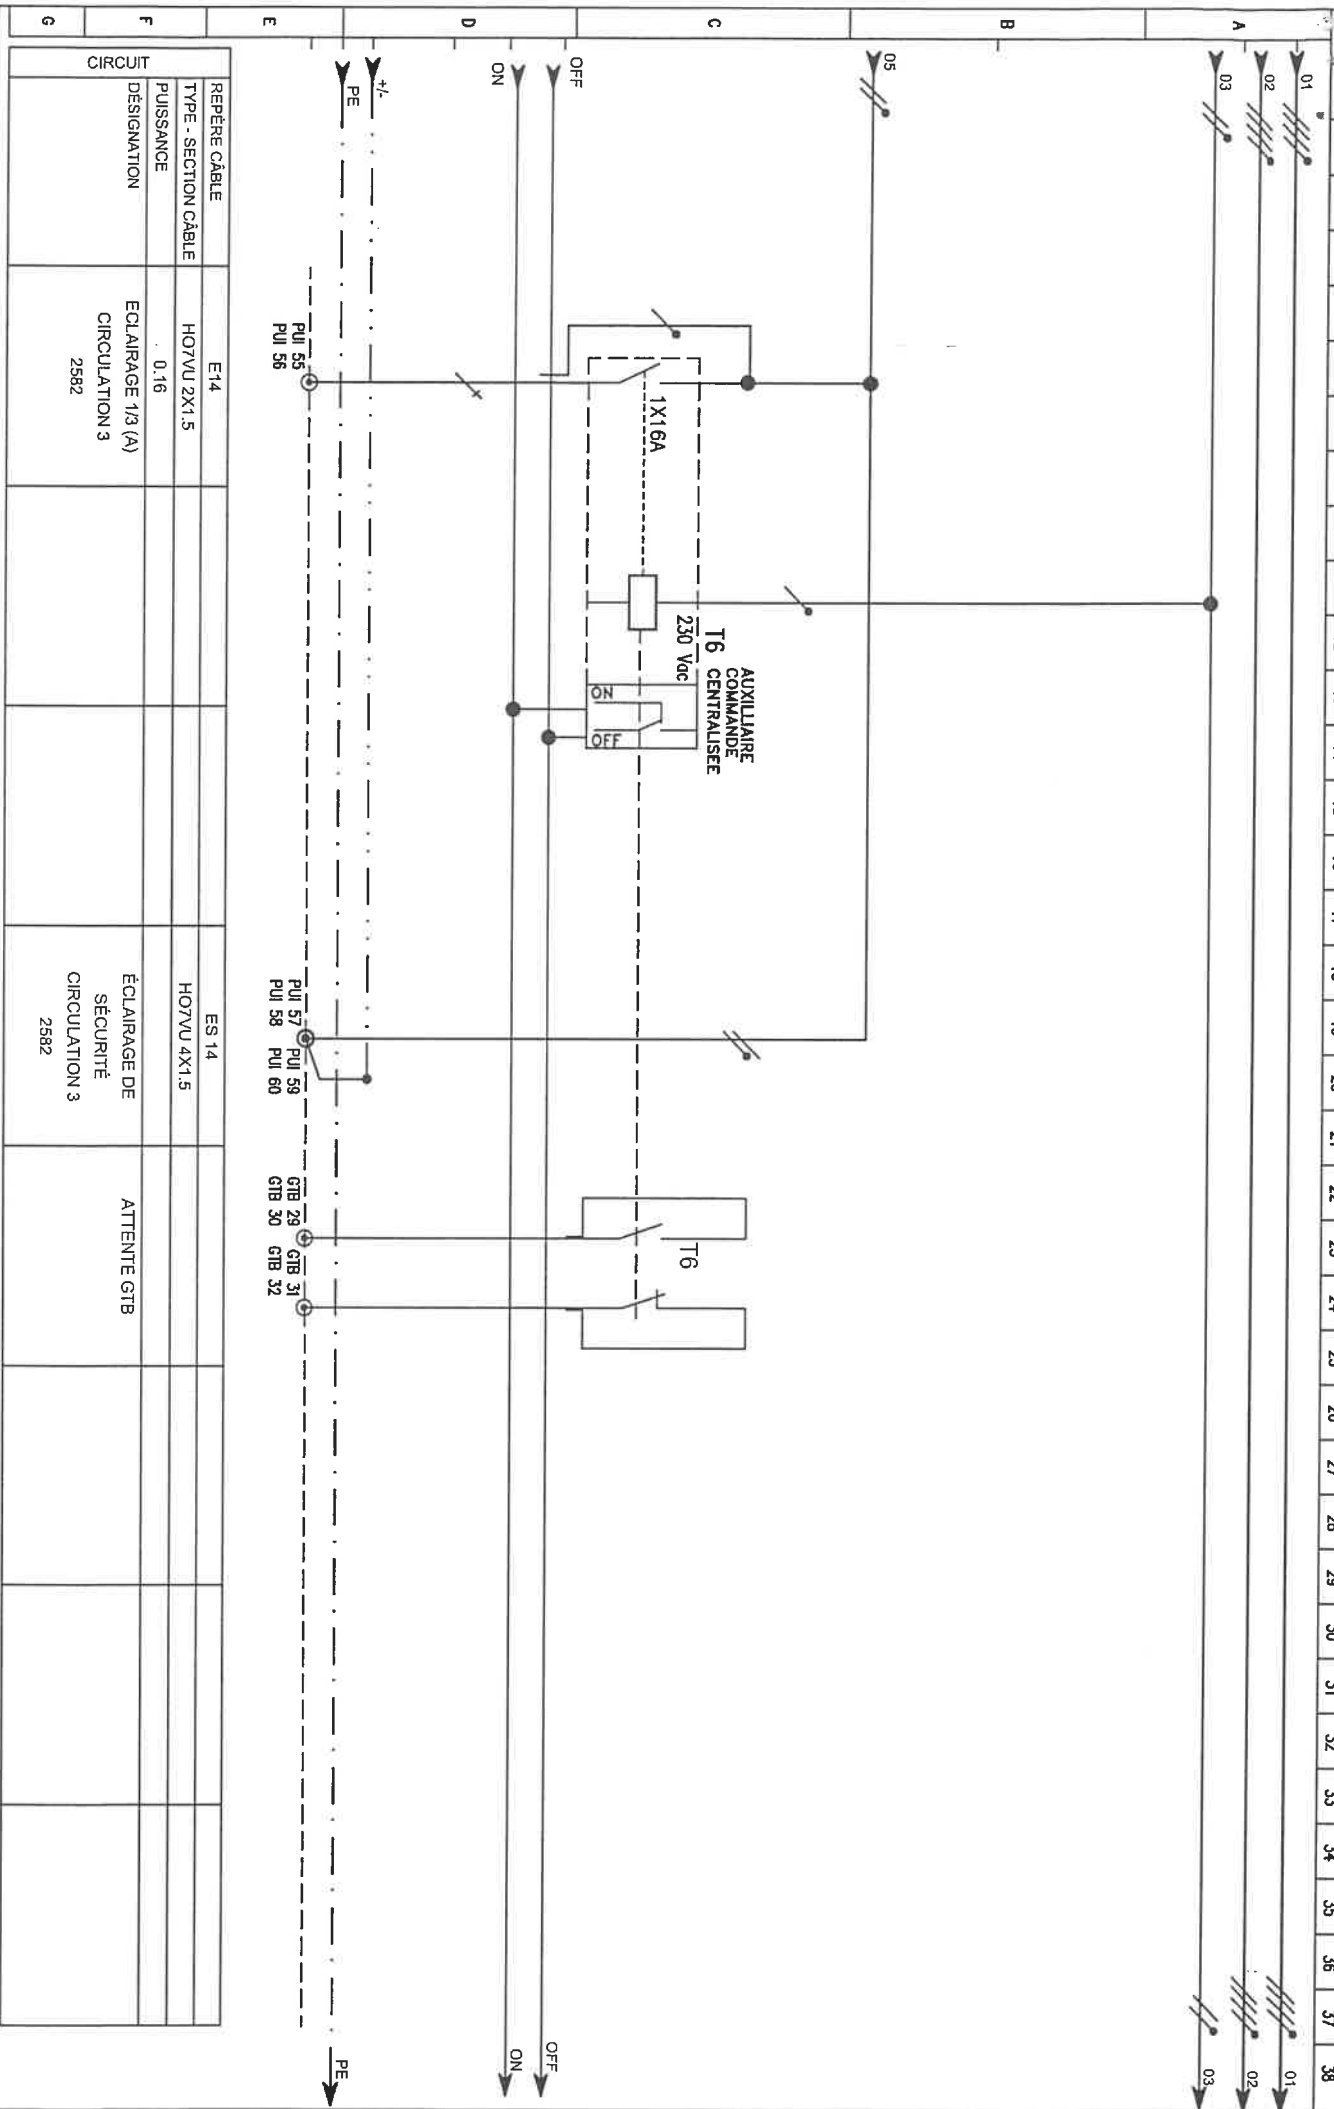 37 38
A
01
01
02
02
03
03
B
05
C
AUXILLIAIRE
COMMANDE
T6 CENTRALISEE
230 Vac
1X16A
ON
OFF
T6
D
OFF
OFF
ON
ON
+/-
PE
PE
E
PUI 55
PUI 56
PUI 57 PUI 59
PUI 58 PUI 60
GTB 29 GTB 31
GTB 30 GTB 32
F
G
CIRCUIT
REPÈRE CÂBLE E14 ES 14
TYPE - SECTION CÂBLE HO7VU 2X1.5 HO7VU 4X1.5
PUISSANCE 0.16
DÉSIGNATION
ECLAIRAGE 1/3 (A)
CIRCULATION 3
2582
ÉCLAIRAGE DE
SÉCURITÉ
CIRCULATION 3
2582
ATTENTE GTB